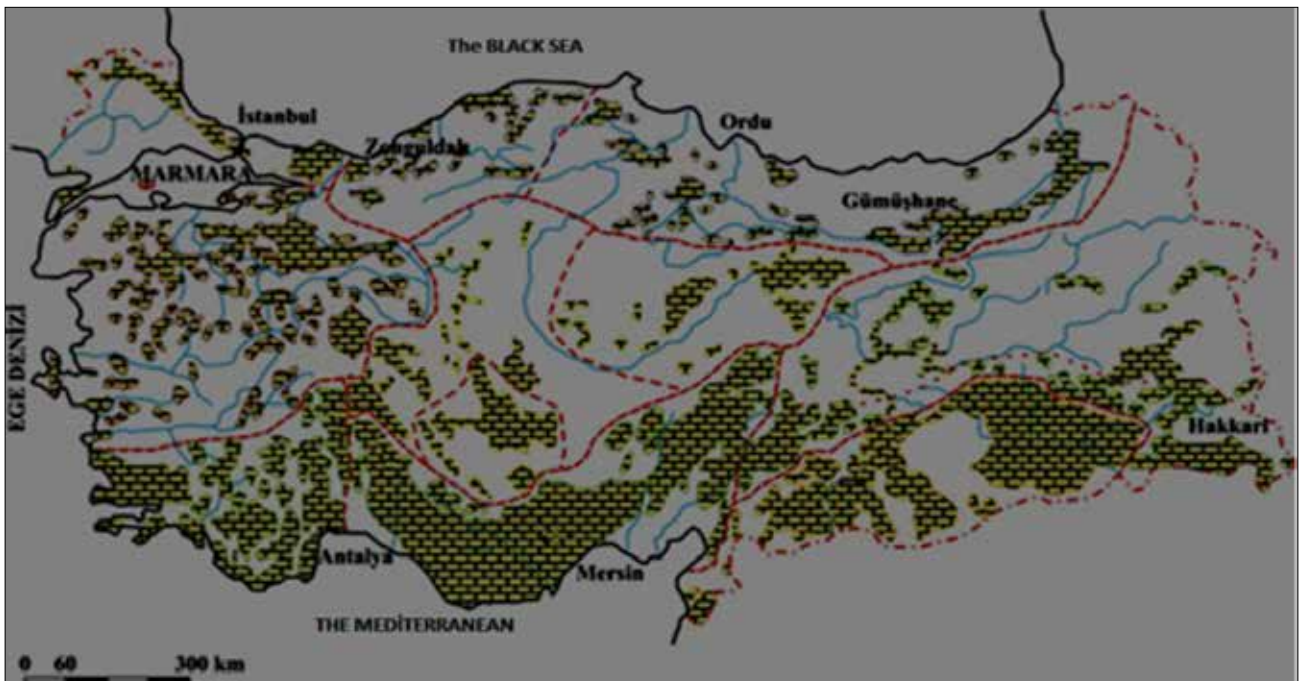 The BLACK SEA
İstanbul
Zonguldak
Ordu
MARMARA
Gümüşhane
EGE DENİZİ
Hakkari
Antalya
Mersin
THE MEDİTERRANEAN
0 60 300 km